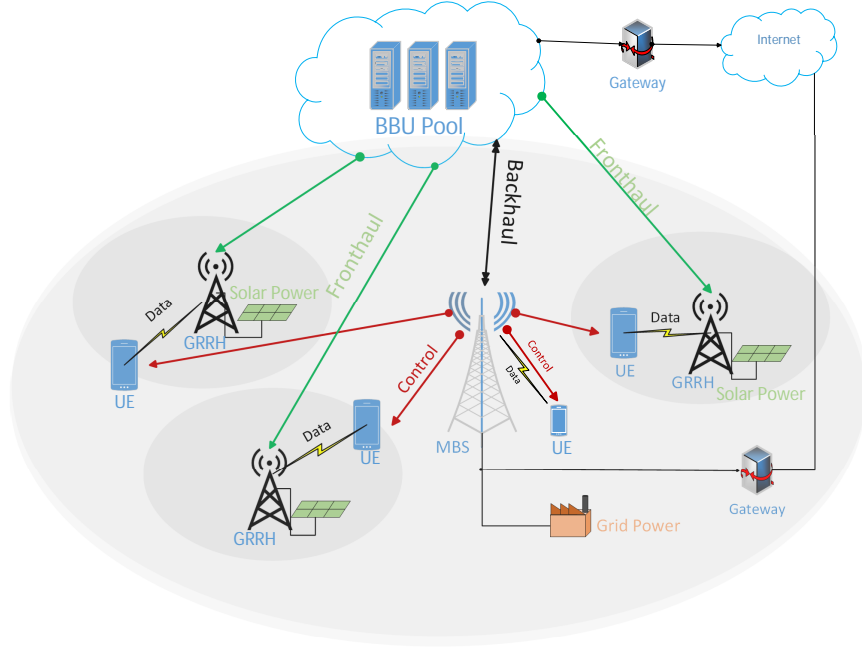 Internet
Gateway
BBU Pool
Fronthaul
Backhaul
Fronthaul
Solar Power
Data
GRRH
UE
Data
UE
GRRH
Solar Power
Control
Control
Data
MBS
UE
Data
UE
GRRH
Gateway
Grid Power